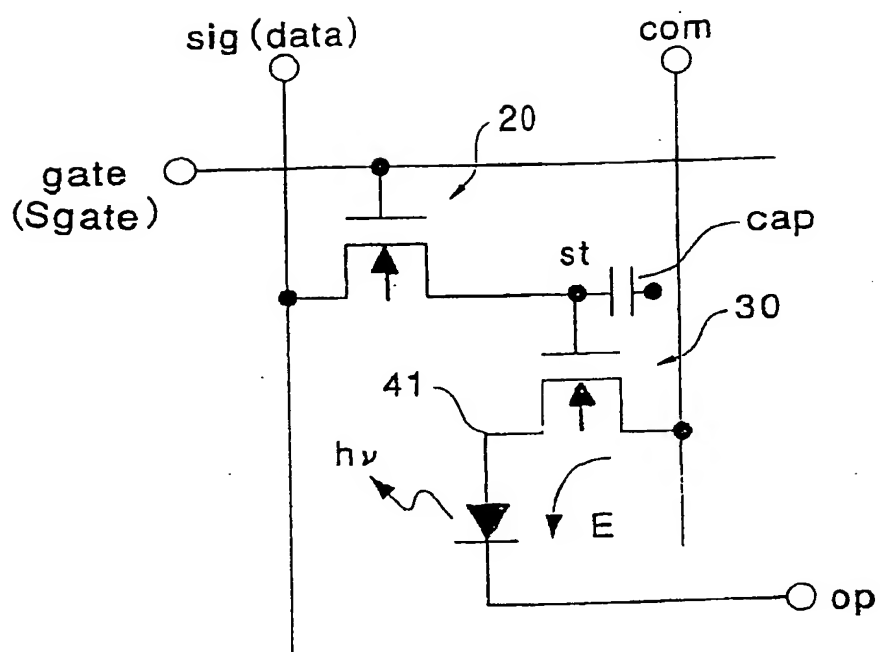 sig (data)
com
20
gate
(Sgate)
cap
st
30
41
hν
E
op